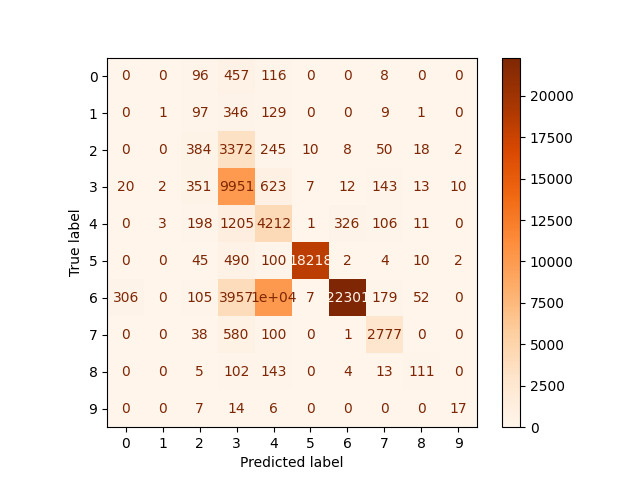 0 0 0 96 457 116 0 0 8 0 0
1 0 1 97 346 129 0 0 9 1 0
2 0 0 384 3372 245 10 8 50 18 2
3 20 2 351 9951 623 7 12 143 13 10
4 0 3 198 1205 4212 1 326 106 11 0
5 0 0 45 490 100 18218 2 4 10 2
6 306 0 105 3957 1e+04 7 22301 179 52 0
7 0 0 38 580 100 0 1 2777 0 0
8 0 0 5 102 143 0 4 13 111 0
9 0 0 7 14 6 0 0 0 0 17
0 1 2 3 4 5 6 7 8 9
Predicted label
True label
20000
17500
15000
12500
10000
7500
5000
2500
0